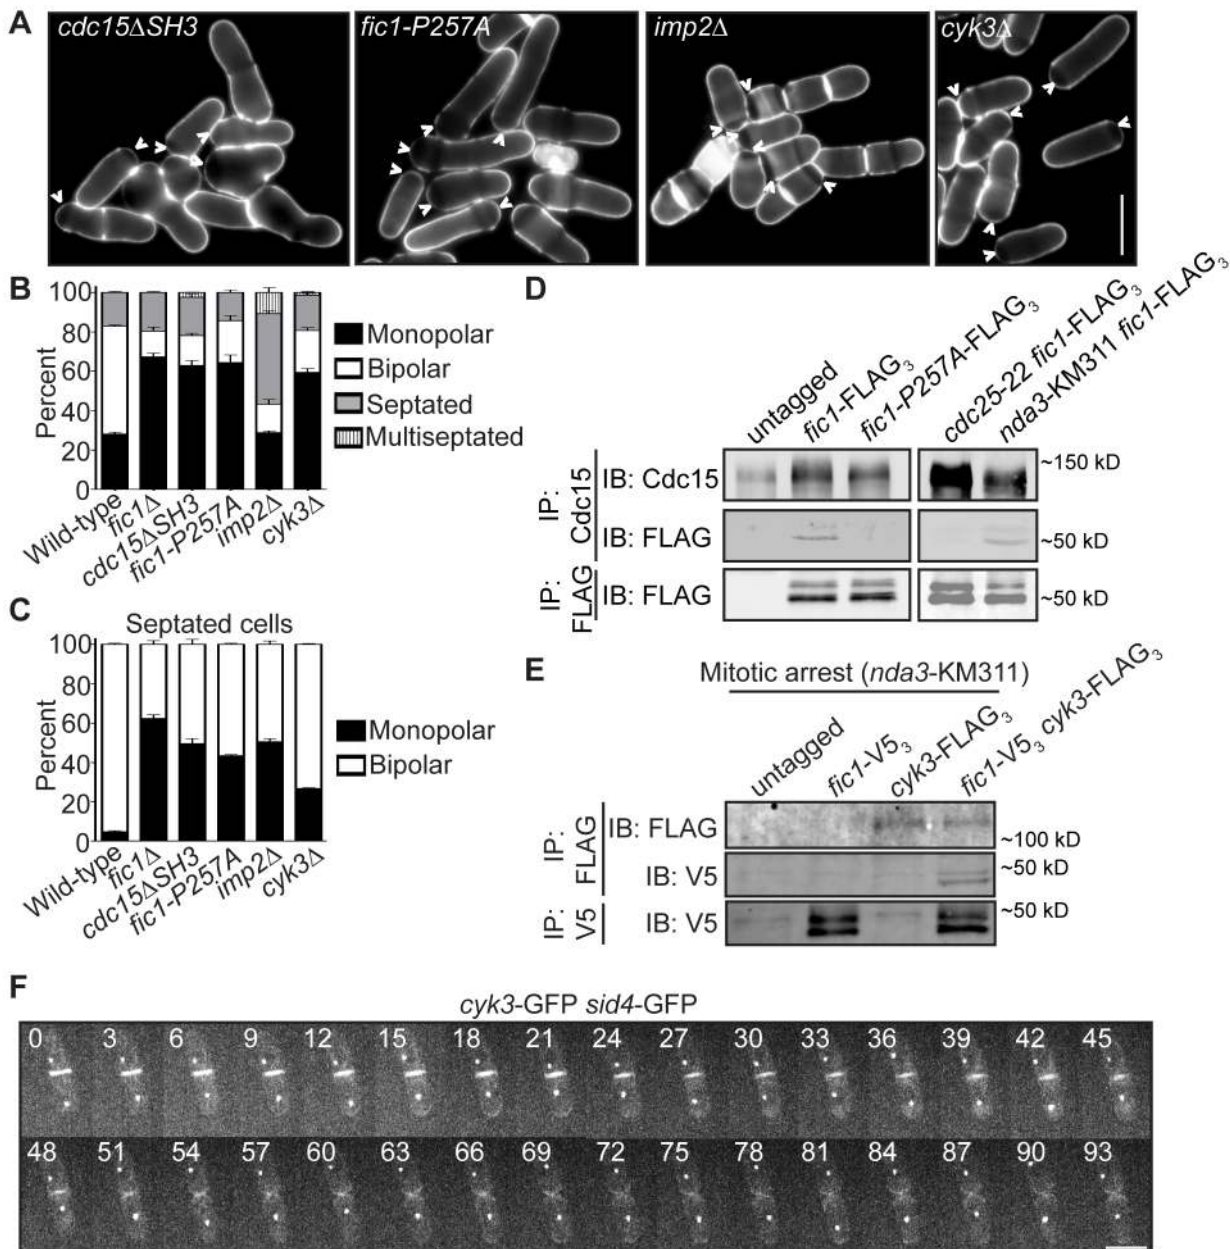 A
cdc15ΔSH3
fic1-P257A
imp2Δ
cyk3Δ
B
Percent
100
80
60
40
20
0
Monopolar
Bipolar
Septated
Multiseptated
Wild-type
fic1Δ
cdc15ΔSH3
fic1-P257A
imp2Δ
cyk3Δ
C
Septated cells
Percent
100
80
60
40
20
0
Monopolar
Bipolar
Wild-type
fic1Δ
cdc15ΔSH3
fic1-P257A
imp2Δ
cyk3Δ
D
untagged
fic1-FLAG₃
fic1-P257A-FLAG₃
cdc25-22 fic1-FLAG₃
nda3-KM311 fic1-FLAG₃
IP: Cdc15
IB: Cdc15
~150 kD
IB: FLAG
~50 kD
IP: FLAG
IB: FLAG
~50 kD
E
Mitotic arrest (nda3-KM311)
untagged
fic1-V5₃
cyk3-FLAG₃
fic1-V5₃ cyk3-FLAG₃
IP: FLAG
IB: FLAG
~100 kD
IB: V5
~50 kD
IP: V5
IB: V5
~50 kD
F
cyk3-GFP sid4-GFP
0 3 6 9 12 15 18 21 24 27 30 33 36 39 42 45
48 51 54 57 60 63 66 69 72 75 78 81 84 87 90 93